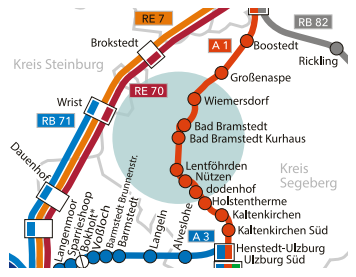 RE 7
RB 82
Brokstedt
A 1
Boostedt
Rickling
Kreis Steinburg
Großenaspe
RE 70
Wrist
Wiemersdorf
RB 71
Bad Bramstedt
Bad Bramstedt Kurhaus
Dauenhof
Lentföhrden
Nützen
Kreis
Segeberg
dodenhof
Holstentherme
Kaltenkirchen
Kaltenkirchen Süd
Langenmoor
Sparrieshoop
Bokholt*
Voßloch
Barmstedt Brunnenstr.
Barmstedt
Langeln
Alveslohe
A 3
Henstedt-Ulzburg
Ulzburg Süd